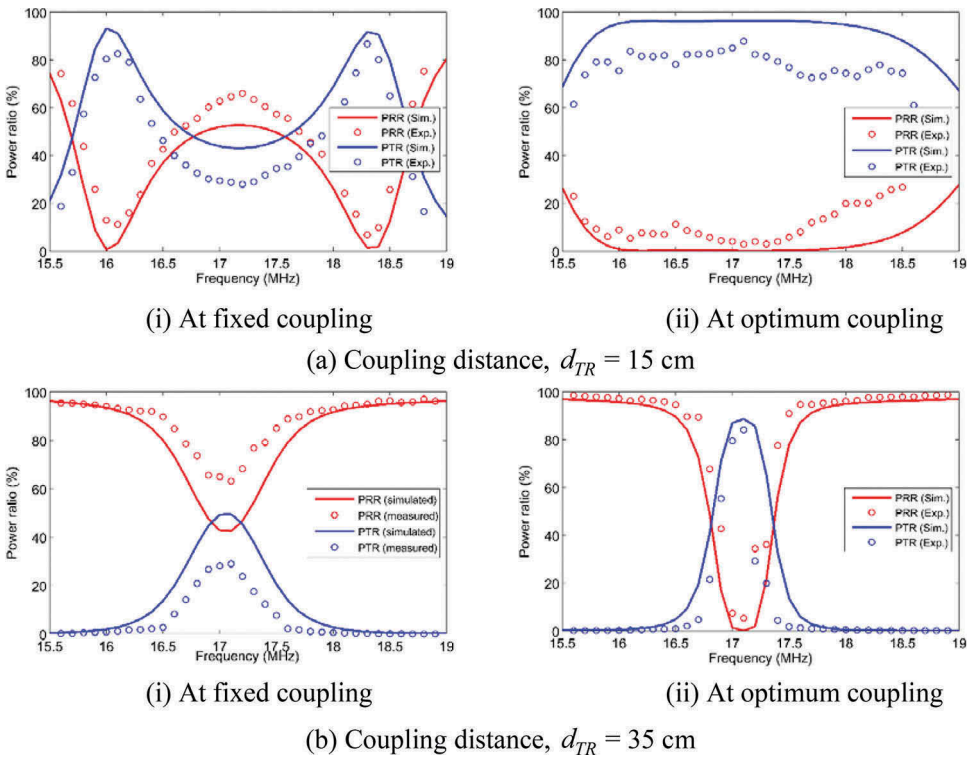 Power ratio (%)
100
80
60
40
20
0
PRR (Sim.)
PRR (Exp.)
PTR (Sim.)
PTR (Exp.)
15.5 16 16.5 17 17.5 18 18.5 19
Frequency (MHz)
(i) At fixed coupling
Power ratio (%)
100
80
60
40
20
0
PRR (Sim.)
PRR (Exp.)
PTR (Sim.)
PTR (Exp.)
15.5 16 16.5 17 17.5 18 18.5 19
Frequency (MHz)
(ii) At optimum coupling
(a) Coupling distance, d_TR = 15 cm
Power ratio (%)
100
80
60
40
20
0
PRR (simulated)
PRR (measured)
PTR (simulated)
PTR (measured)
15.5 16 16.5 17 17.5 18 18.5 19
Frequency (MHz)
(i) At fixed coupling
Power ratio (%)
100
80
60
40
20
0
PRR (Sim.)
PRR (Exp.)
PTR (Sim.)
PTR (Exp.)
15.5 16 16.5 17 17.5 18 18.5 19
Frequency (MHz)
(ii) At optimum coupling
(b) Coupling distance, d_TR = 35 cm